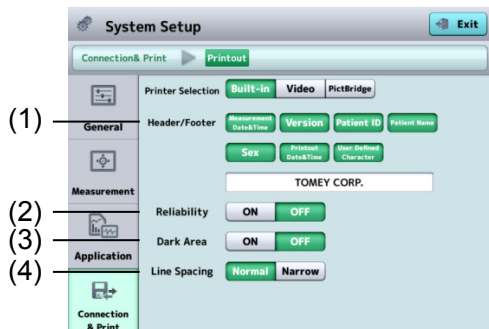 System Setup
Exit
Connection& Print
Printout
Printer Selection Built-in Video PictBridge
(1) Header/Footer Measurement Date&Time Version Patient ID Patient Name
General
Sex Printout Date&Time User Defined Character
TOMEY CORP.
Measurement
(2) Reliability ON OFF
(3) Dark Area ON OFF
Application
(4) Line Spacing Normal Narrow
Connection
& Print